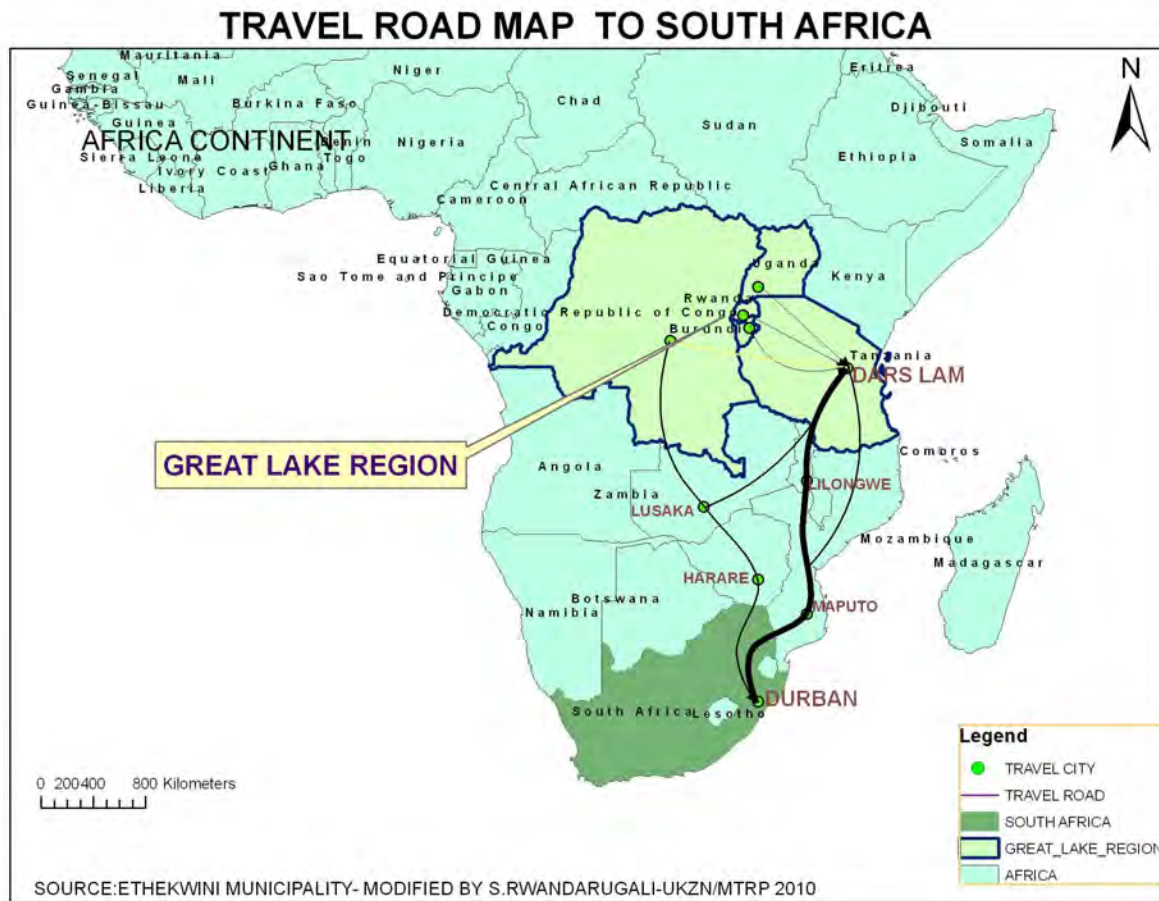 TRAVEL ROAD MAP TO SOUTH AFRICA
N
Mauritania
Senegal
Mali
Niger
Eritrea
Gambia
Chad
Guinea-Bissau
Burkina Faso
Djibouti
Guinea
Sudan
AFRICA CONTINENT
Benin
Nigeria
Somalia
Sierra Leone
Togo
Ethiopia
Ivory Coast
Ghana
Liberia
Central African Republic
Cameroon
Equatorial Guinea
Uganda
Kenya
Sao Tome and Principe
Gabon
Rwanda
Democratic Republic of Congo
Congo
Burundi
Tanzania
DARS LAM
GREAT LAKE REGION
Angola
Comoros
Zambia
LILONGWE
LUSAKA
Mozambique
Madagascar
HARARE
Botswana
Namibia
MAPUTO
DURBAN
South Africa
Lesotho
Legend
TRAVEL CITY
TRAVEL ROAD
SOUTH AFRICA
GREAT_LAKE_REGION
AFRICA
0 200400 800 Kilometers
SOURCE:ETHEKWINI MUNICIPALITY- MODIFIED BY S.RWANDARUGALI-UKZN/MTRP 2010